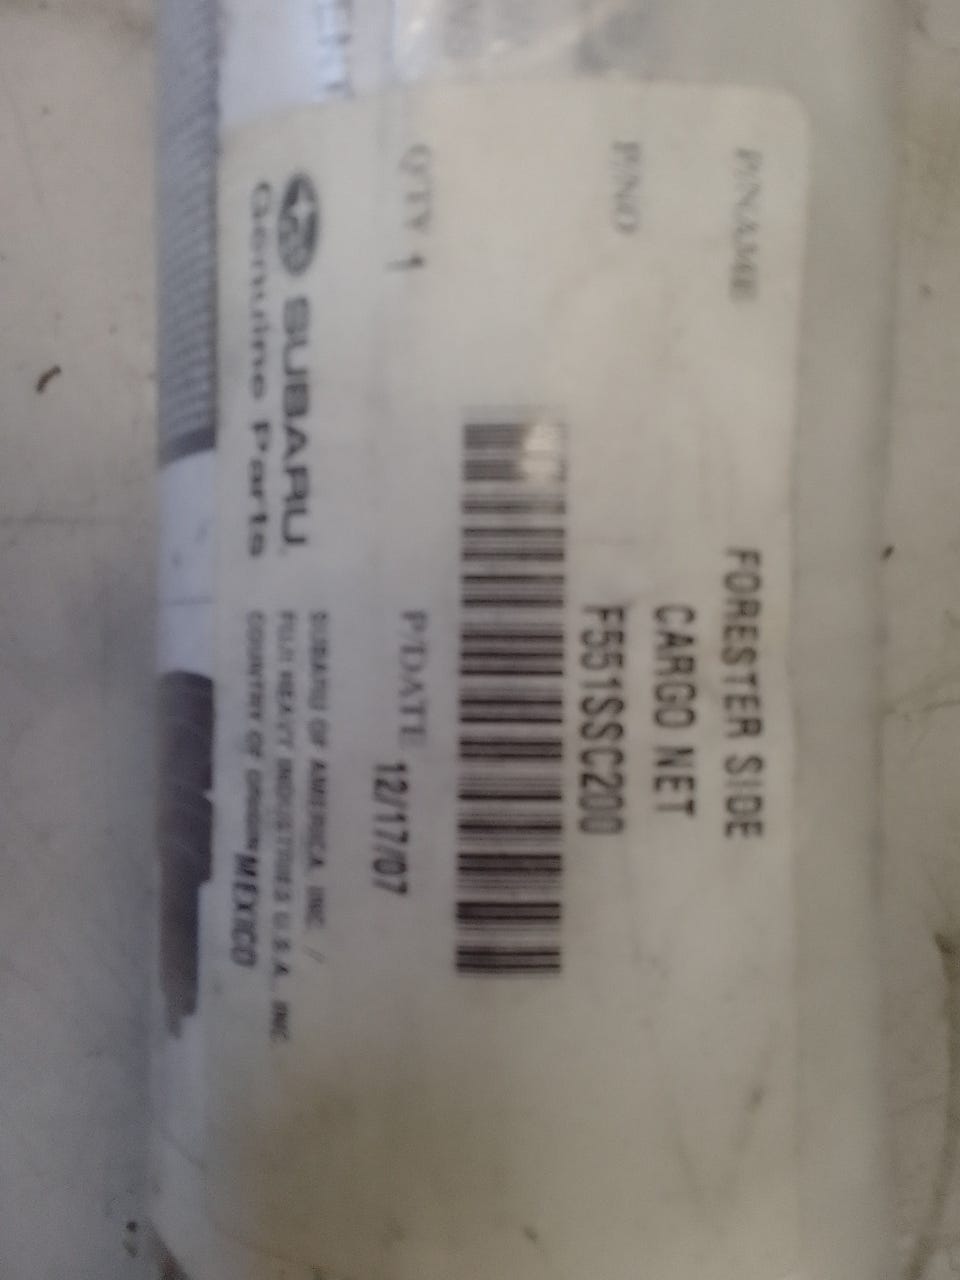 P/NAME
FORESTER SIDE
CARGO NET
P/NO
F551SSC200
QTY 1
P/DATE 12/17/07
SUBARU
Genuine Parts
SUBARU OF AMERICA, INC. /
FUJI HEAVY INDUSTRIES U.S.A., INC
COUNTRY OF ORIGIN MEXICO